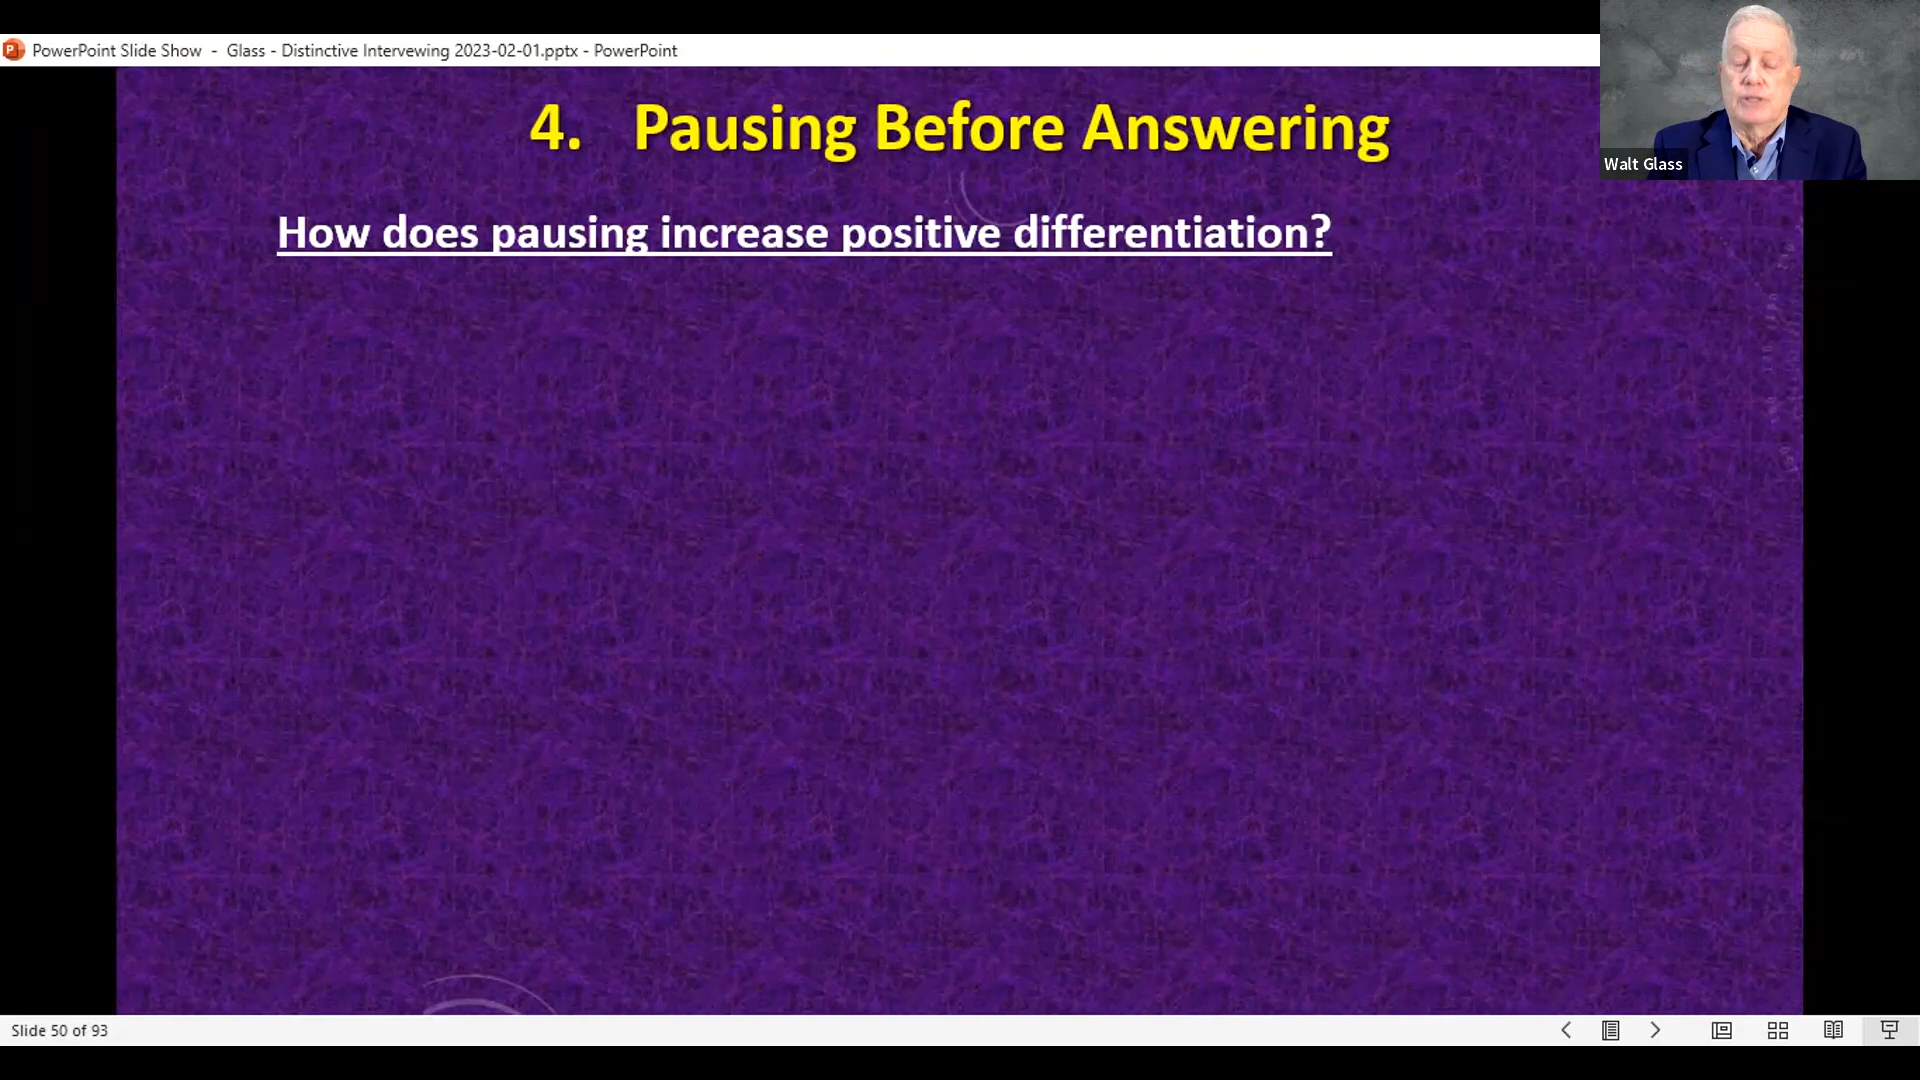 PowerPoint Slide Show - Glass - Distinctive Intervewing 2023-02-01.pptx - PowerPoint
Walt Glass
4. Pausing Before Answering
How does pausing increase positive differentiation?
Slide 50 of 93